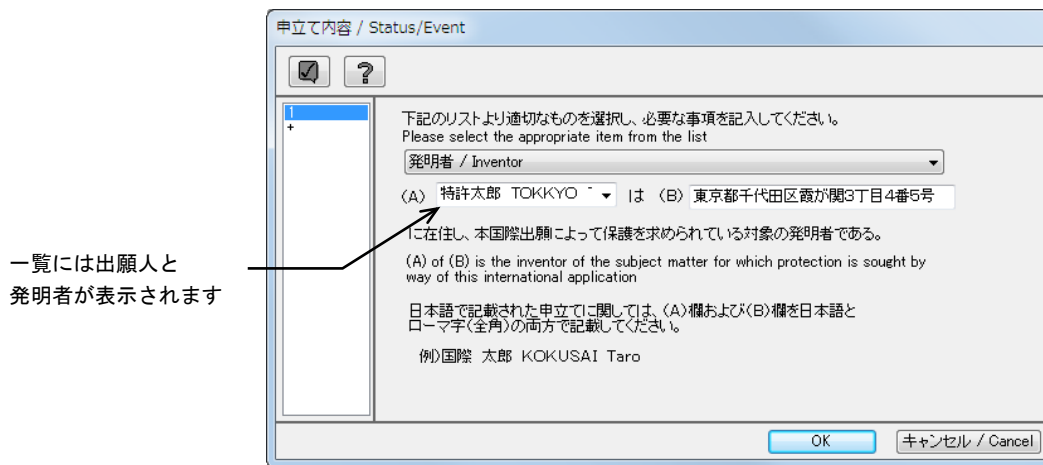 申立て内容 / Status/Event
1
+
下記のリストより適切なものを選択し、必要な事項を記入してください。
Please select the appropriate item from the list
発明者 / Inventor
(A) 特許太郎 TOKKYO は (B) 東京都千代田区霞が関3丁目4番5号
に在住し、本国際出願によって保護を求められている対象の発明者である。
(A) of (B) is the inventor of the subject matter for which protection is sought by
way of this international application
日本語で記載された申立てに関しては、(A)欄および(B)欄を日本語と
ローマ字(全角)の両方で記載してください。
例)国際 太郎 KOKUSAI Taro
一覧には出願人と
発明者が表示されます
OK キャンセル / Cancel